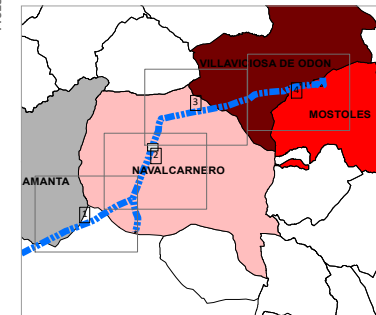 VILLAVICIOSA DE ODON
MOSTOLES
3
2
NAVALCARNERO
AMANTA
1